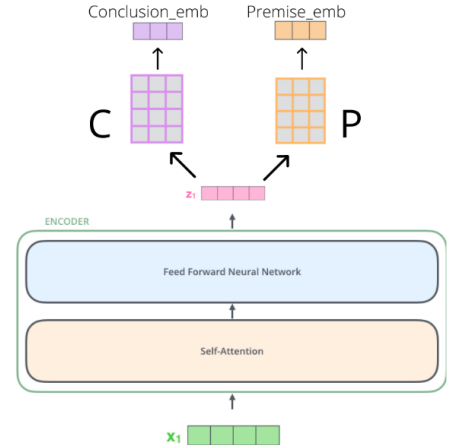 Conclusion_emb Premise_emb
C P
z₁
ENCODER
Feed Forward Neural Network
Self-Attention
x₁